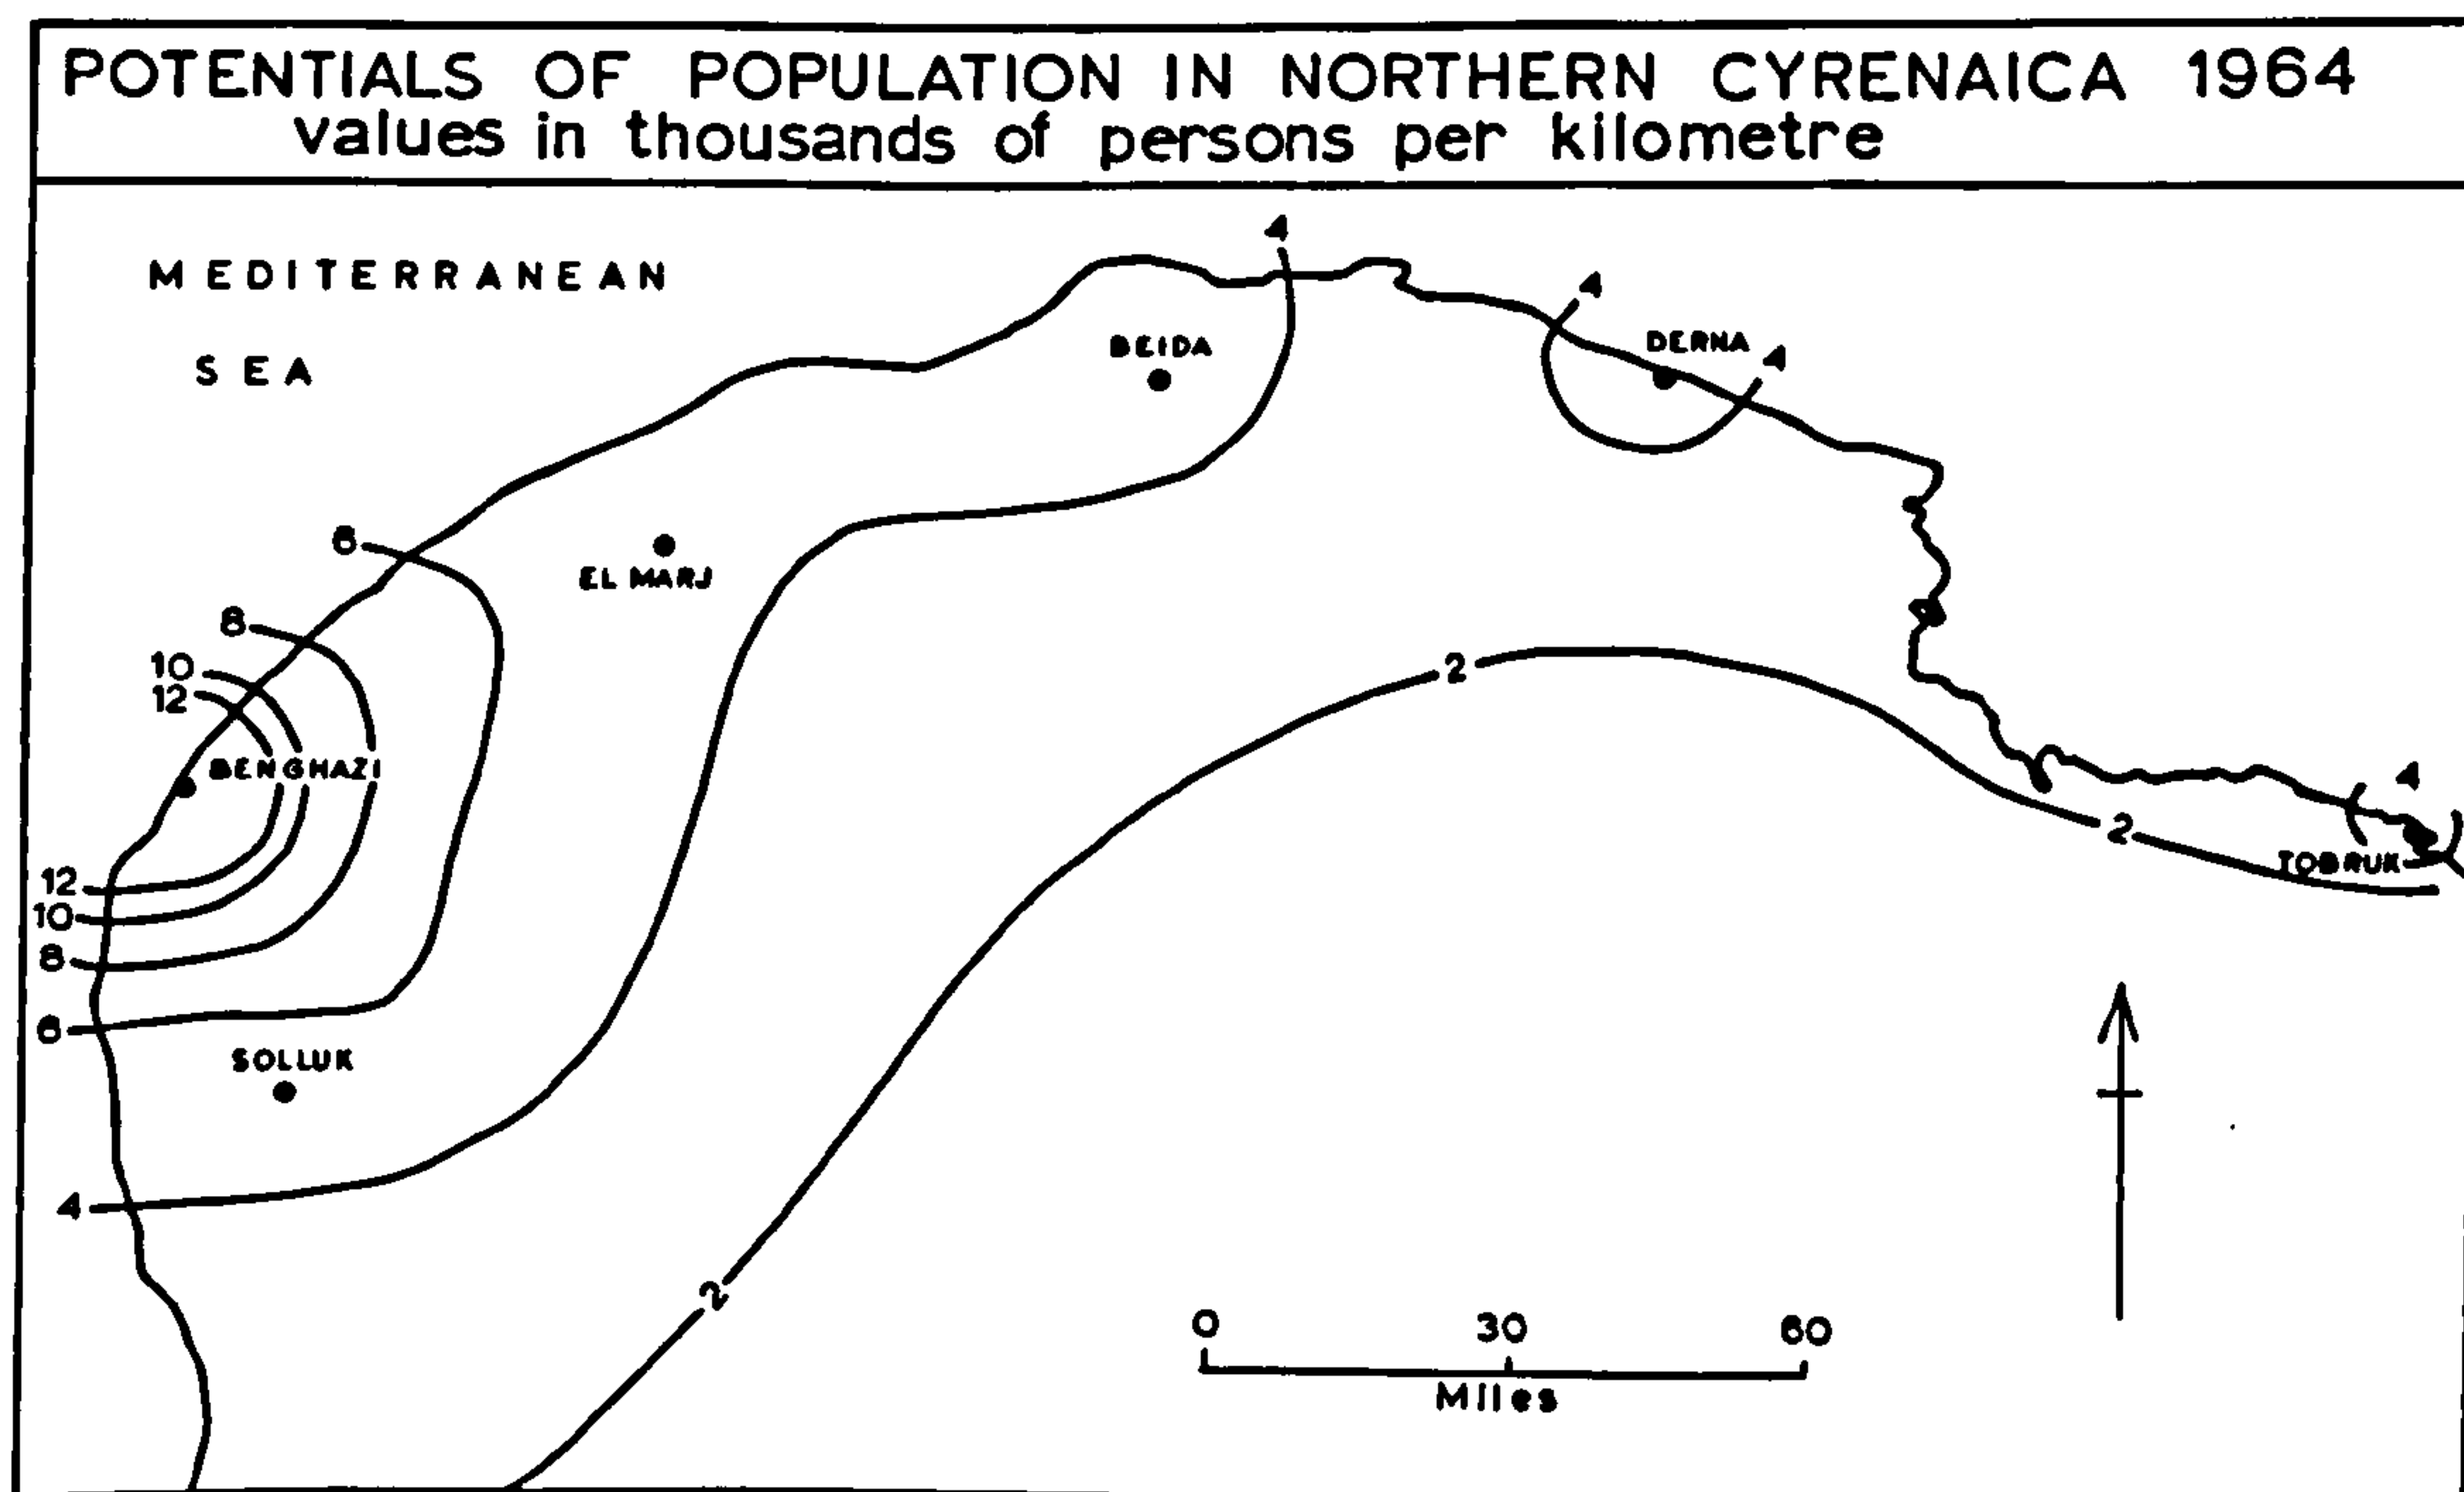 POTENTIALS OF POPULATION IN NORTHERN CYRENAICA 1964
values in thousands of persons per kilometre
MEDITERRANEAN
SEA
4
4
BEIDA
DERNA
4
6
EL MARJ
8
10
12
2
BENGHAZI
4
2
TOBRUK
12
10
8
6
SOLLUK
4
2
0 30 60
Miles